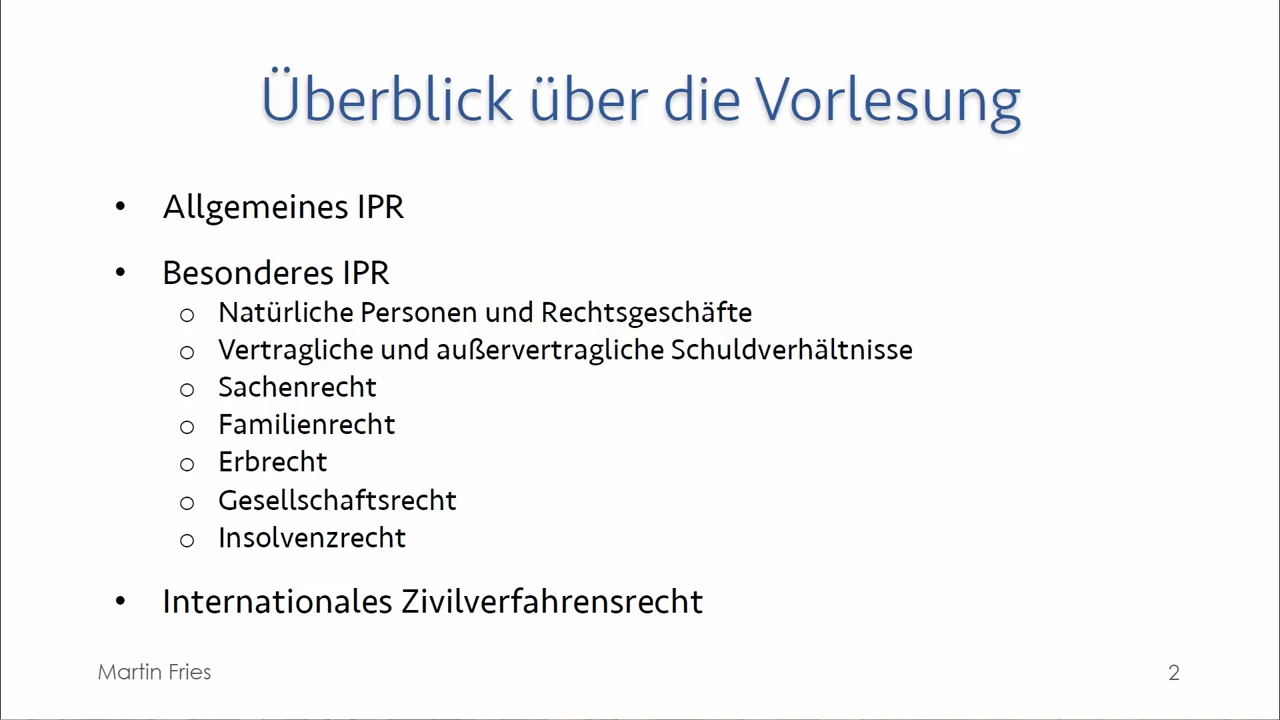 Überblick über die Vorlesung
• Allgemeines IPR
• Besonderes IPR
o Natürliche Personen und Rechtsgeschäfte
o Vertragliche und außervertragliche Schuldverhältnisse
o Sachenrecht
o Familienrecht
o Erbrecht
o Gesellschaftsrecht
o Insolvenzrecht
• Internationales Zivilverfahrensrecht
Martin Fries
2